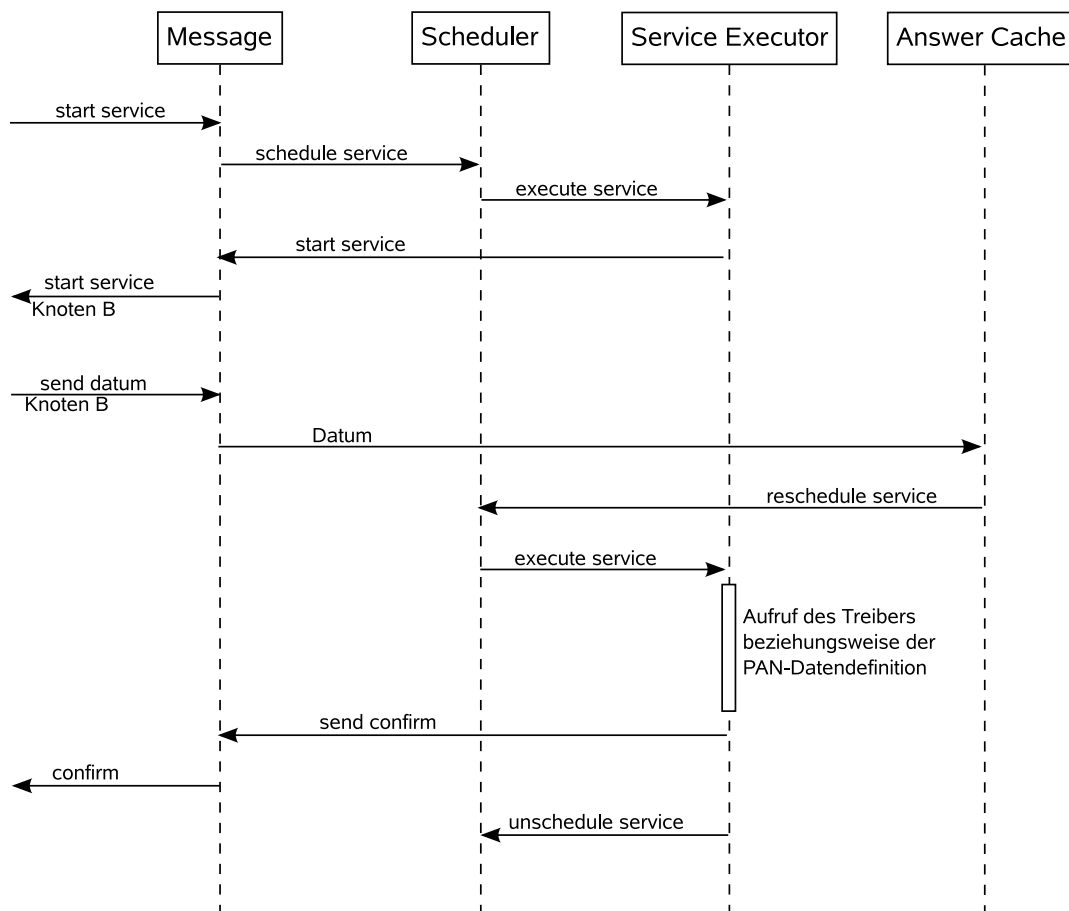 Message
Scheduler
Service Executor
Answer Cache
start service
schedule service
execute service
start service
start service
Knoten B
send datum
Knoten B
Datum
reschedule service
execute service
Aufruf des Treibers
beziehungsweise der
PAN-Datendefinition
send confirm
confirm
unschedule service